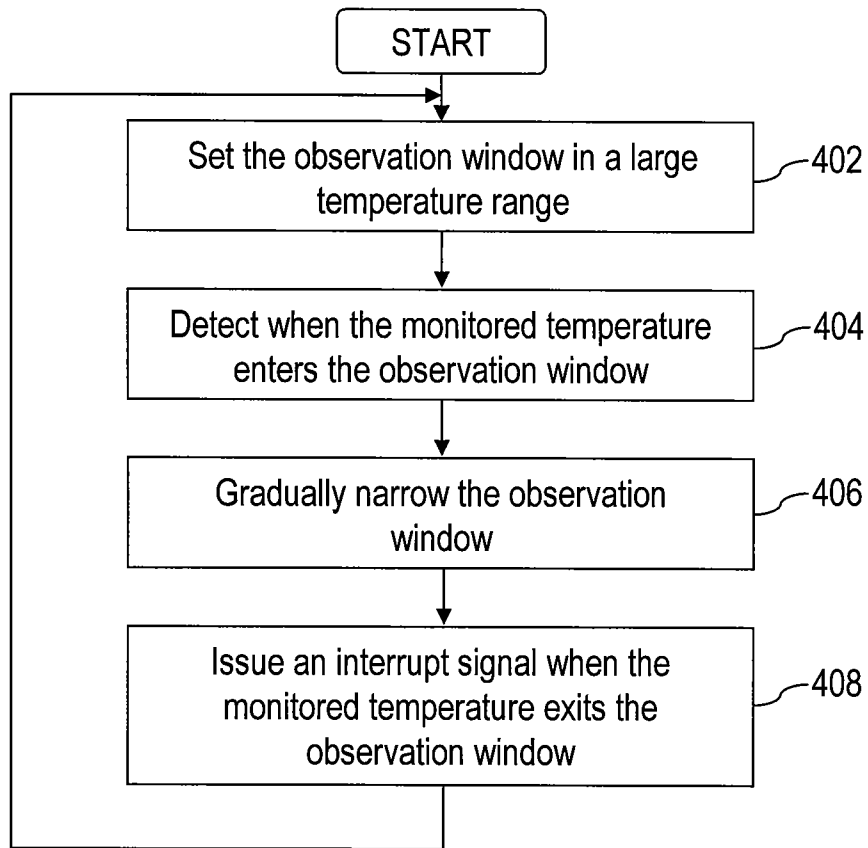 START
Set the observation window in a large
temperature range
402
Detect when the monitored temperature
enters the observation window
404
Gradually narrow the observation
window
406
Issue an interrupt signal when the
monitored temperature exits the
observation window
408